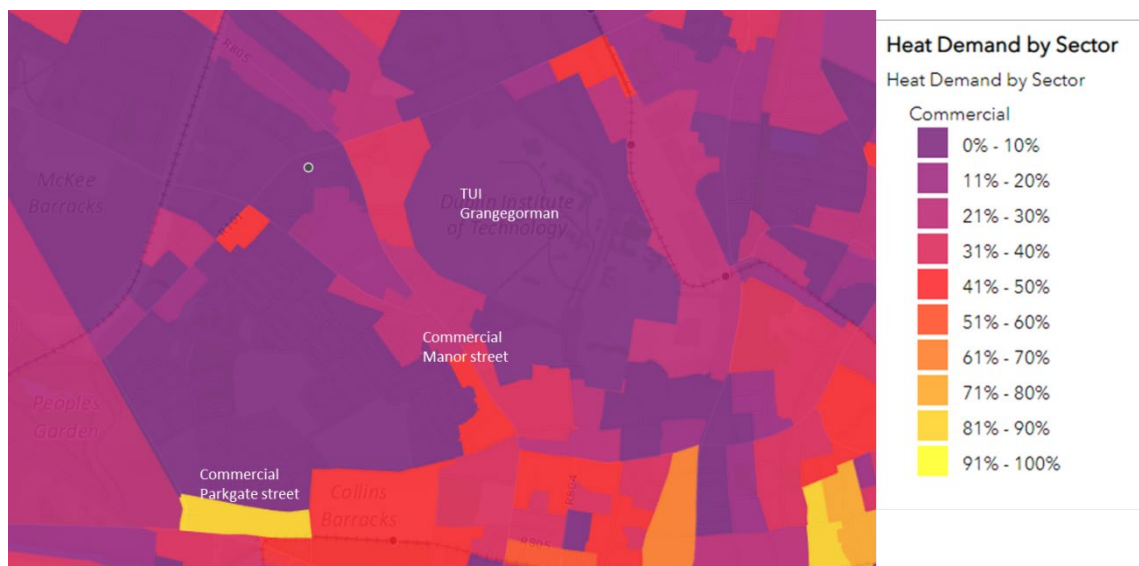 R805
McKee
Barracks
TUI
Grangegorman
Dublin Institute
of Technology
Commercial
Manor street
Peoples
Garden
Commercial
Parkgate street
Collins
Barracks
R804
R805
Heat Demand by Sector
Heat Demand by Sector
Commercial
0% - 10%
11% - 20%
21% - 30%
31% - 40%
41% - 50%
51% - 60%
61% - 70%
71% - 80%
81% - 90%
91% - 100%